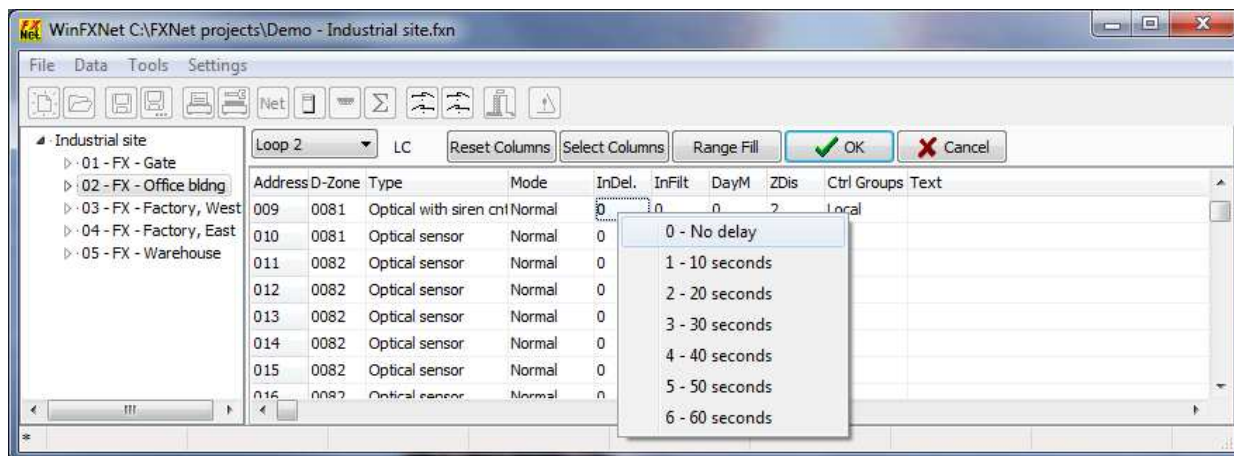 WinFXNet C:\FXNet projects\Demo - Industrial site.fxn
File Data Tools Settings
Net
Industrial site
01 - FX - Gate
02 - FX - Office bldng
03 - FX - Factory, West
04 - FX - Factory, East
05 - FX - Warehouse
Loop 2 LC Reset Columns Select Columns Range Fill OK Cancel
Address D-Zone Type Mode InDel. InFilt DayM ZDis Ctrl Groups Text
009 0081 Optical with siren cnt Normal 0 0 0 2 Local
010 0081 Optical sensor Normal 0
011 0082 Optical sensor Normal 0
012 0082 Optical sensor Normal 0
013 0082 Optical sensor Normal 0
014 0082 Optical sensor Normal 0
015 0082 Optical sensor Normal 0
016 0082 Optical sensor Normal 0
0 - No delay
1 - 10 seconds
2 - 20 seconds
3 - 30 seconds
4 - 40 seconds
5 - 50 seconds
6 - 60 seconds
*